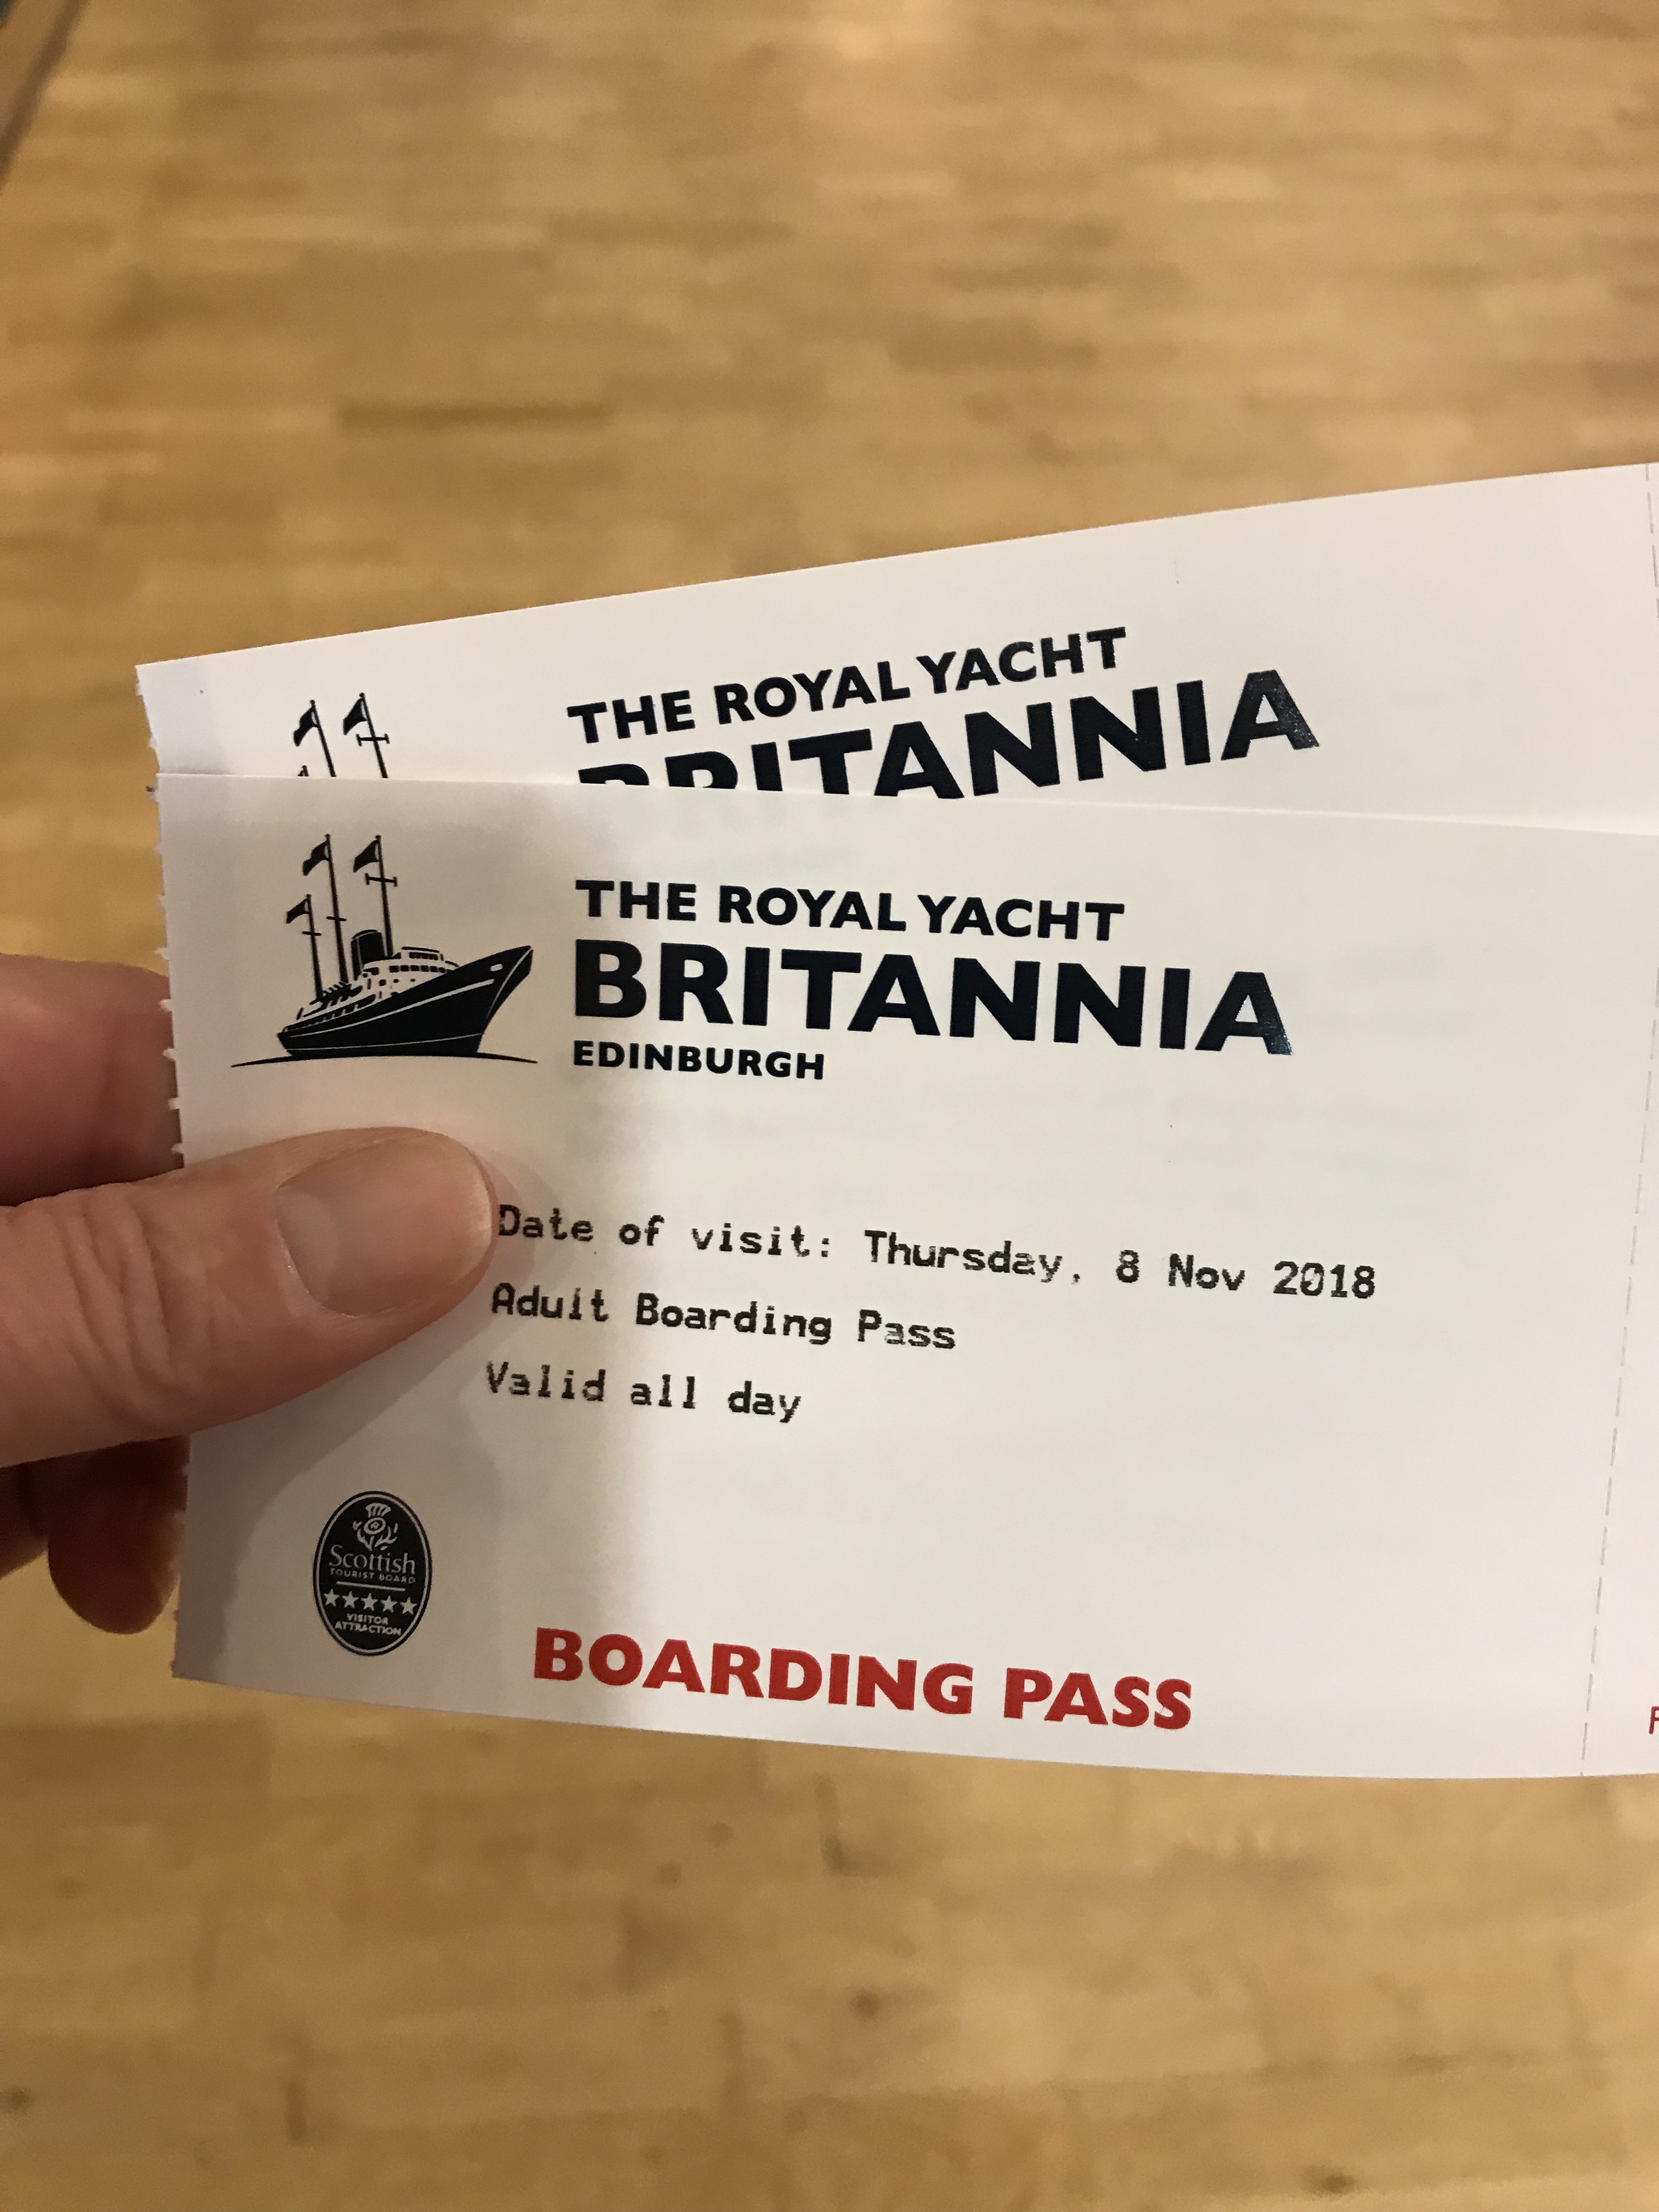 THE ROYAL YACHT
BRITANNIA
THE ROYAL YACHT
BRITANNIA
EDINBURGH
Date of visit: Thursday, 8 Nov 2018
Adult Boarding Pass
Valid all day
Scottish
TOURIST BOARD
★★★★★
VISITOR
ATTRACTION
BOARDING PASS